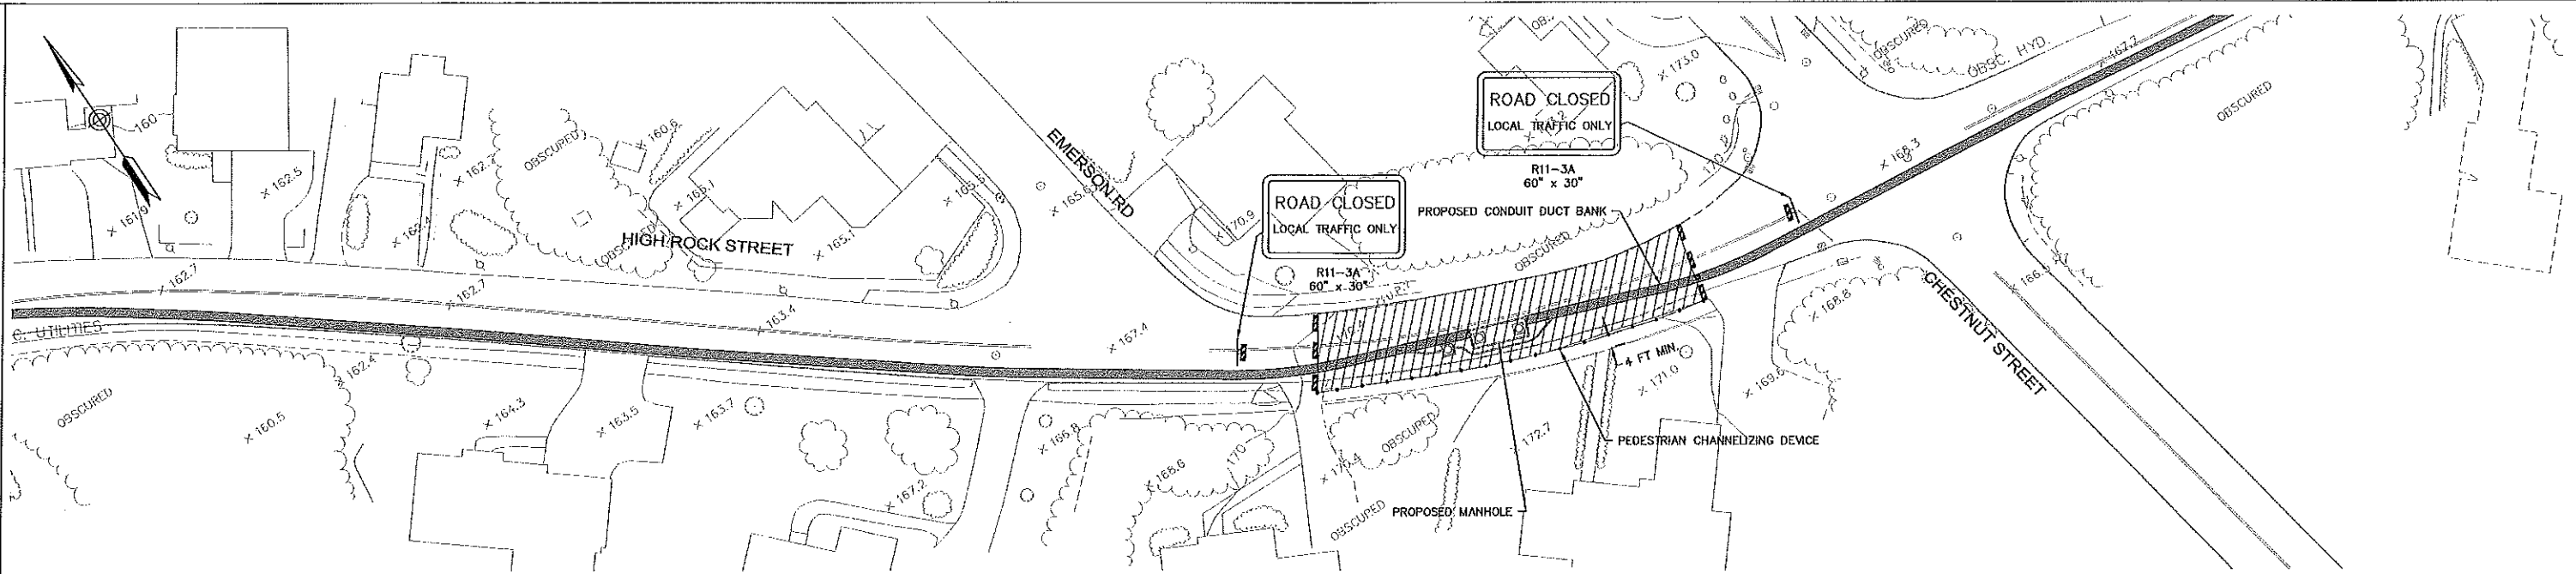 160
× 161.9
× 162.5
OBSCURED
× 160.6
× 165.1
HIGH ROCK STREET
× 165.1
× 162.7
× 162.7
× 163.4
C. UTILITIES
OBSCURED
× 160.5
× 162.4
× 164.3
× 163.5
× 163.7
× 167.2
EMERSON RD
× 170.9
× 167.4
ROAD CLOSED
LOCAL TRAFFIC ONLY
R11-3A
60" x 30"
ROAD CLOSED
LOCAL TRAFFIC ONLY
R11-3A
60" x 30"
PROPOSED CONDUIT DUCT BANK
OBSCURED
× 173.0
170
OBSCURED
OBSC. HYD.
× 167.7
× 168.3
OBSCURED
CHESTNUT STREET
× 168.8
× 169.6
4 FT MIN.
× 171.0
PEDESTRIAN CHANNELIZING DEVICE
× 172.7
OBSCURED
× 170.4
OBSCURED
PROPOSED MANHOLE
× 166.8
× 168.6
170